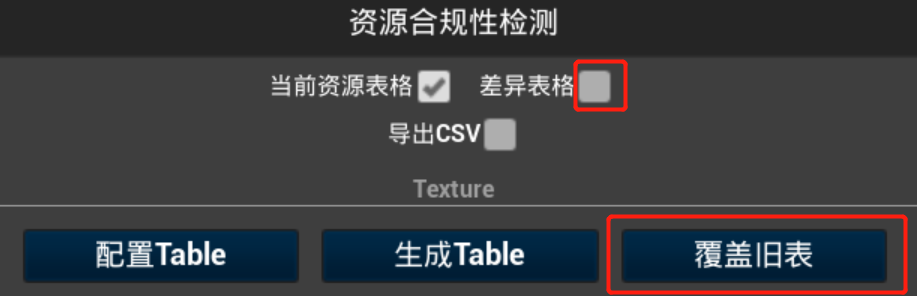 资源合规性检测
当前资源表格 差异表格
导出CSV
Texture
配置Table 生成Table 覆盖旧表